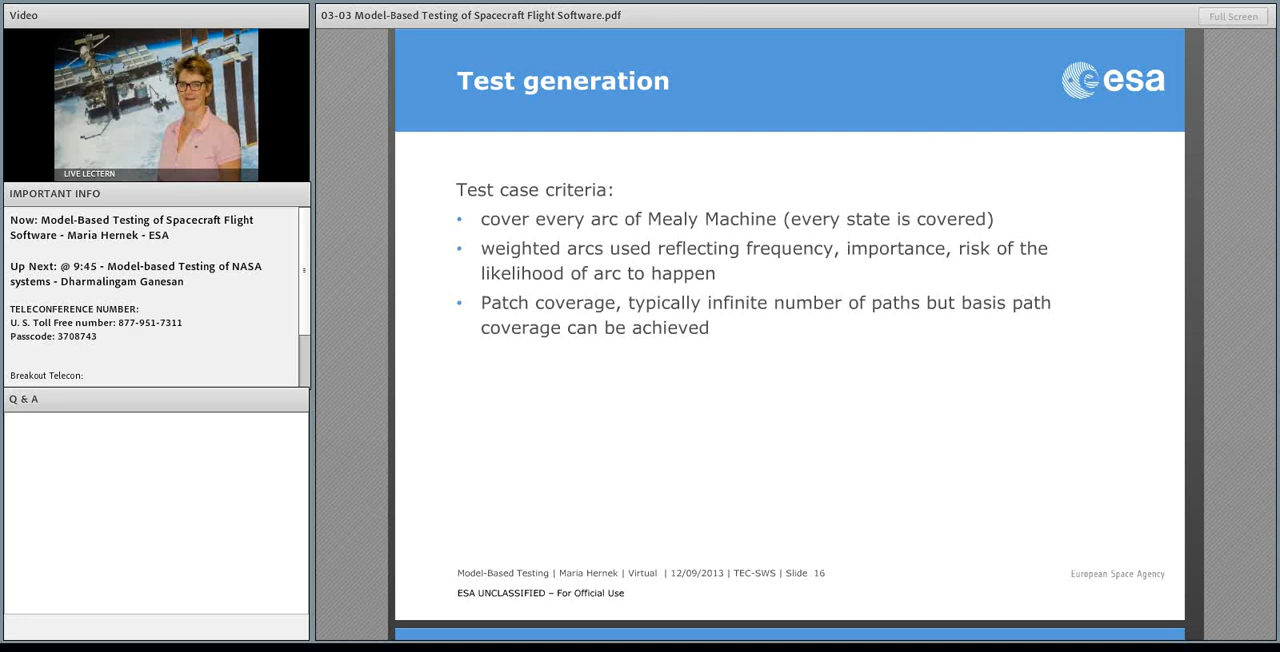 Video
LIVE LECTERN
IMPORTANT INFO
Now: Model-Based Testing of Spacecraft Flight
Software - Maria Hernek - ESA
Up Next: @ 9:45 - Model-based Testing of NASA
systems - Dharmalingam Ganesan
TELECONFERENCE NUMBER:
U. S. Toll Free number: 877-951-7311
Passcode: 3708743
Breakout Telecon:
Q & A
03-03 Model-Based Testing of Spacecraft Flight Software.pdf
Full Screen
Test generation
esa
Test case criteria:
• cover every arc of Mealy Machine (every state is covered)
• weighted arcs used reflecting frequency, importance, risk of the
likelihood of arc to happen
• Patch coverage, typically infinite number of paths but basis path
coverage can be achieved
Model-Based Testing | Maria Hernek | Virtual | 12/09/2013 | TEC-SWS | Slide 16
European Space Agency
ESA UNCLASSIFIED – For Official Use